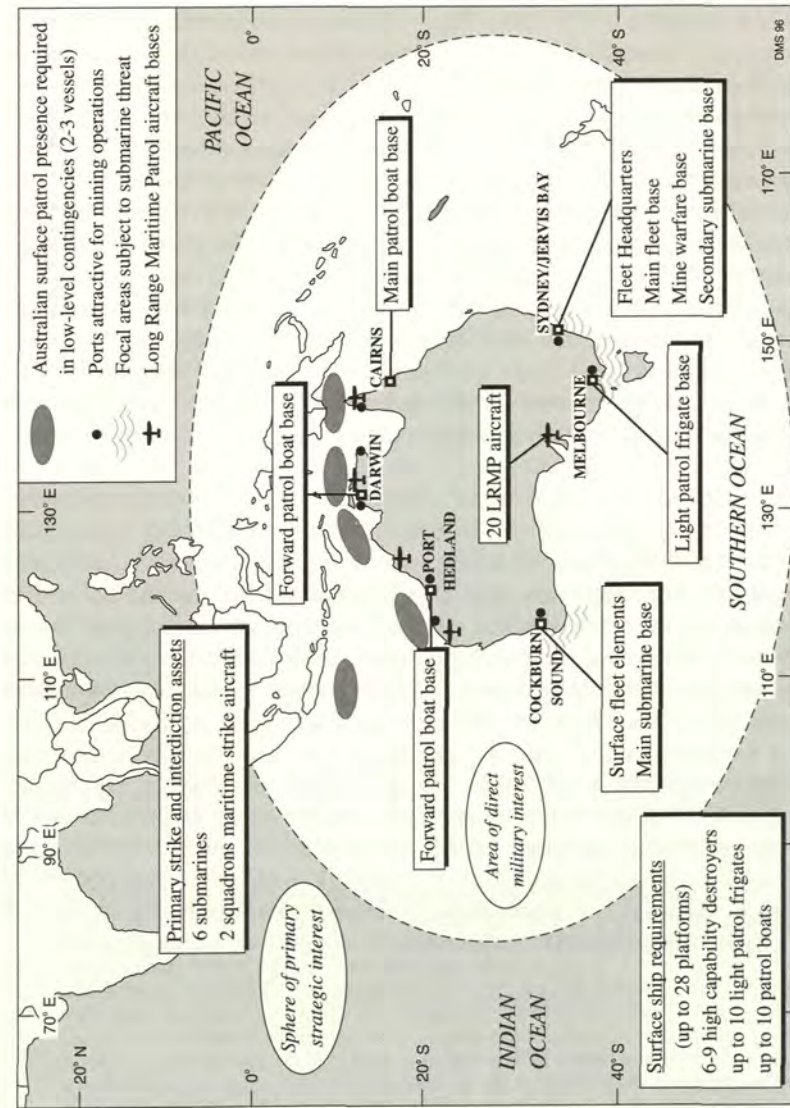 Australian surface patrol presence required
in low-level contingencies (2-3 vessels)
Ports attractive for mining operations
Focal areas subject to submarine threat
Long Range Maritime Patrol aircraft bases
70° E
90° E
110° E
130° E
20° N
0°
0°
PACIFIC
OCEAN
Primary strike and interdiction assets
6 submarines
2 squadrons maritime strike aircraft
Forward patrol boat base
Sphere of primary
strategic interest
CAIRNS
Main patrol boat base
DARWIN
PORT
HEDLAND
20° S
20° S
Forward patrol boat base
Area of direct
military interest
20 LRMP aircraft
INDIAN
OCEAN
COCKBURN
SOUND
MELBOURNE
SYDNEY/JERVIS BAY
Surface fleet elements
Main submarine base
Light patrol frigate base
Fleet Headquarters
Main fleet base
Mine warfare base
Secondary submarine base
40° S
Surface ship requirements
(up to 28 platforms)
6-9 high capability destroyers
up to 10 light patrol frigates
up to 10 patrol boats
SOUTHERN OCEAN
110° E
130° E
150° E
170° E
DMS 96